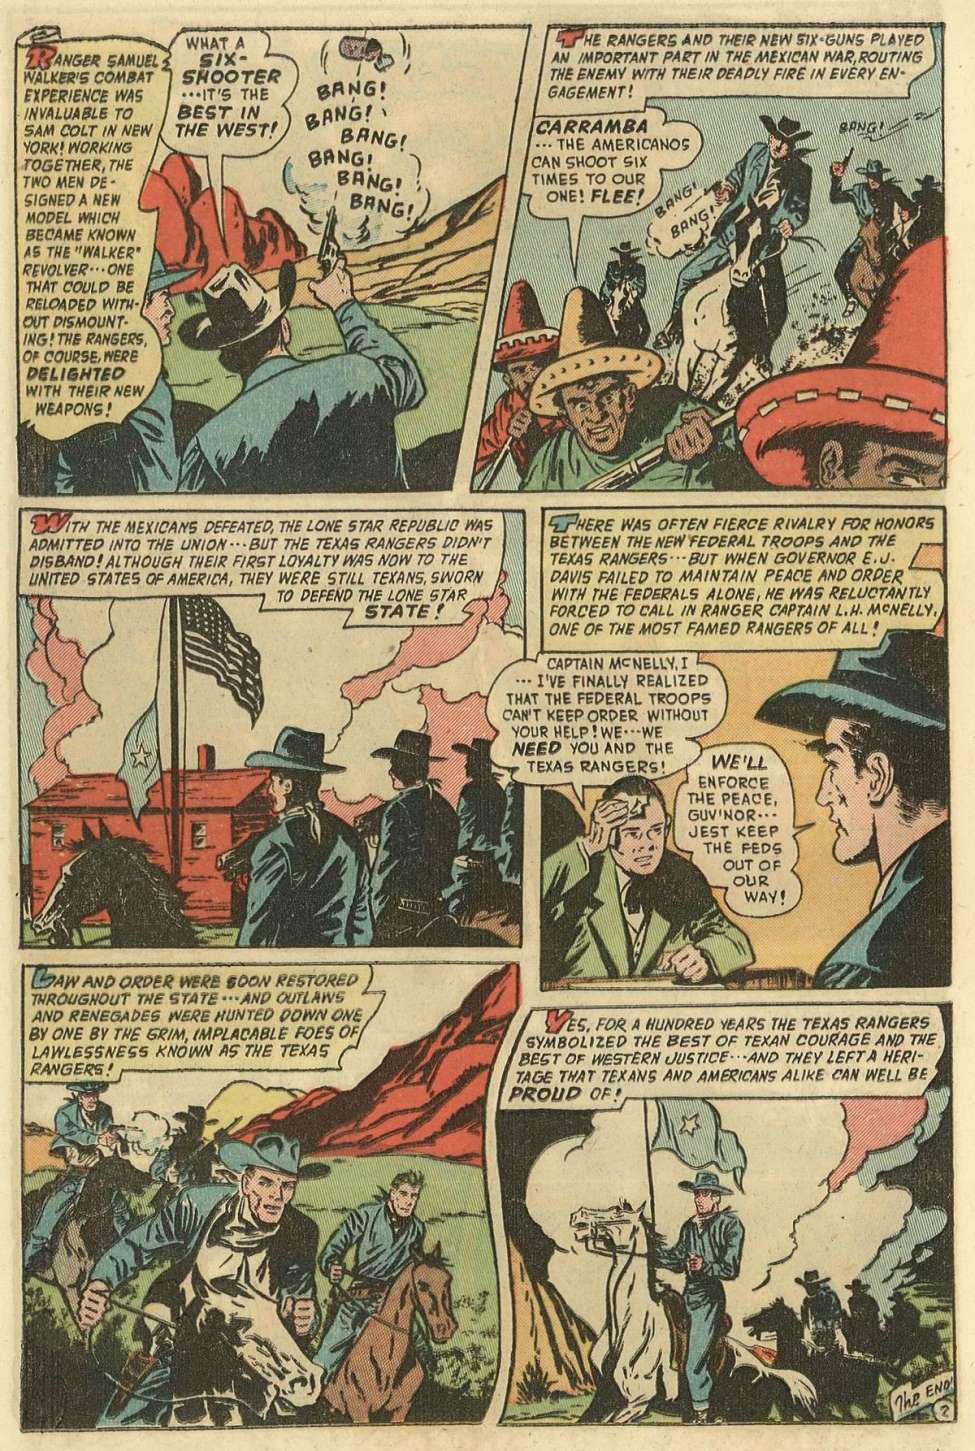 RANGER SAMUEL
WALKER'S COMBAT
EXPERIENCE WAS
INVALUABLE TO
SAM COLT IN NEW
YORK! WORKING
TOGETHER, THE
TWO MEN DE-
SIGNED A NEW
MODEL WHICH
BECAME KNOWN
AS THE "WALKER"
REVOLVER---ONE
THAT COULD BE
RELOADED WITH-
OUT DISMOUNT-
ING! THE RANGERS,
OF COURSE, WERE
DELIGHTED
WITH THEIR NEW
WEAPONS!
WHAT A
SIX-
SHOOTER
...IT'S THE
BEST IN
THE WEST!
BANG!
BANG!
BANG!
BANG!
BANG!
BANG!
THE RANGERS AND THEIR NEW SIX-GUNS PLAYED
AN IMPORTANT PART IN THE MEXICAN WAR, ROUTING
THE ENEMY WITH THEIR DEADLY FIRE IN EVERY EN-
GAGEMENT!
CARRAMBA
... THE AMERICANOS
CAN SHOOT SIX
TIMES TO OUR
ONE! FLEE!
BANG!
BANG!
BANG!
BANG!
WITH THE MEXICANS DEFEATED, THE LONE STAR REPUBLIC WAS
ADMITTED INTO THE UNION---BUT THE TEXAS RANGERS DIDN'T
DISBAND! ALTHOUGH THEIR FIRST LOYALTY WAS NOW TO THE
UNITED STATES OF AMERICA, THEY WERE STILL TEXANS, SWORN
TO DEFEND THE LONE STAR
STATE!
THERE WAS OFTEN FIERCE RIVALRY FOR HONORS
BETWEEN THE NEW FEDERAL TROOPS AND THE
TEXAS RANGERS---BUT WHEN GOVERNOR E.J.
DAVIS FAILED TO MAINTAIN PEACE AND ORDER
WITH THE FEDERALS ALONE, HE WAS RELUCTANTLY
FORCED TO CALL IN RANGER CAPTAIN L.H. McNELLY,
ONE OF THE MOST FAMED RANGERS OF ALL!
CAPTAIN McNELLY, I
... I'VE FINALLY REALIZED
THAT THE FEDERAL TROOPS
CAN'T KEEP ORDER WITHOUT
YOUR HELP! WE---WE
NEED YOU AND THE
TEXAS RANGERS!
WE'LL
ENFORCE
THE PEACE,
GUV'NOR---
JEST KEEP
THE FEDS
OUT OF
OUR
WAY!
LAW AND ORDER WERE SOON RESTORED
THROUGHOUT THE STATE---AND OUTLAWS
AND RENEGADES WERE HUNTED DOWN ONE
BY ONE BY THE GRIM, IMPLACABLE FOES OF
LAWLESSNESS KNOWN AS THE TEXAS
RANGERS!
YES, FOR A HUNDRED YEARS THE TEXAS RANGERS
SYMBOLIZED THE BEST OF TEXAN COURAGE AND THE
BEST OF WESTERN JUSTICE---AND THEY LEFT A HERI-
TAGE THAT TEXANS AND AMERICANS ALIKE CAN WELL BE
PROUD OF!
The END!
2